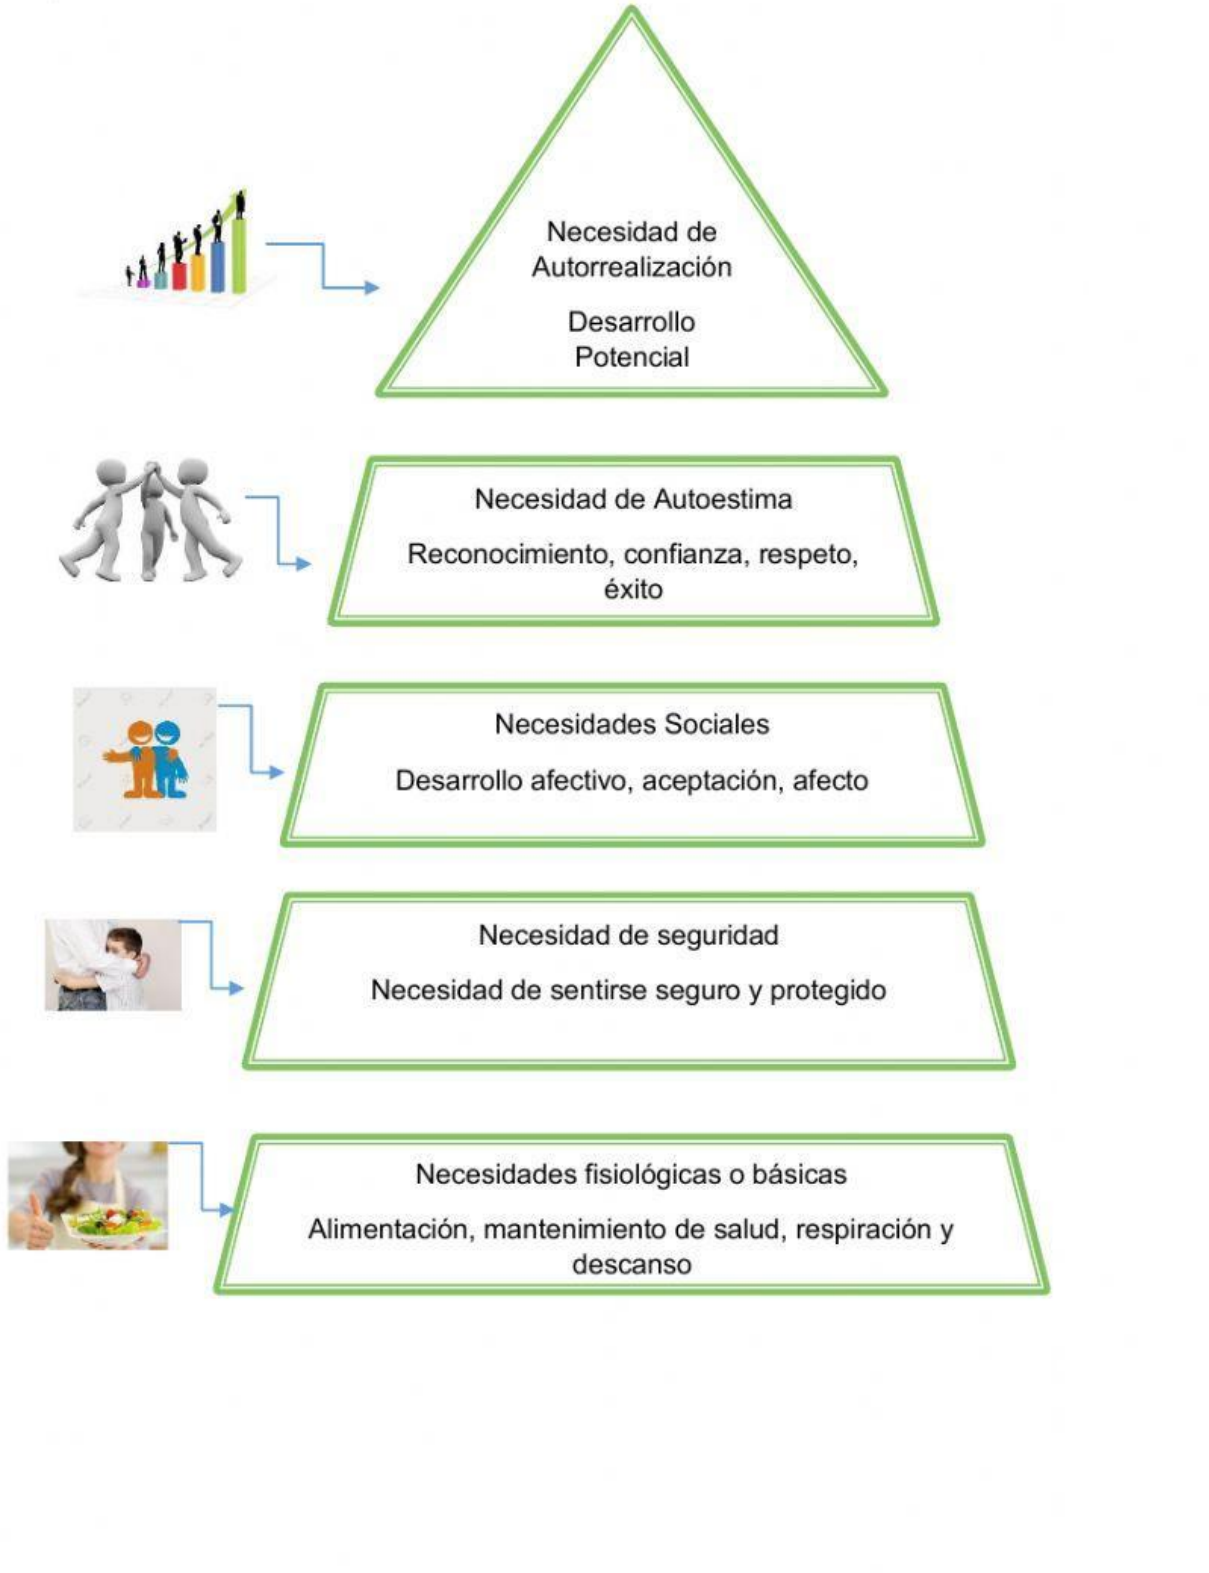 Necesidad de
Autorrealización
Desarrollo
Potencial
Necesidad de Autoestima
Reconocimiento, confianza, respeto,
éxito
Necesidades Sociales
Desarrollo afectivo, aceptación, afecto
Necesidad de seguridad
Necesidad de sentirse seguro y protegido
Necesidades fisiológicas o básicas
Alimentación, mantenimiento de salud, respiración y
descanso